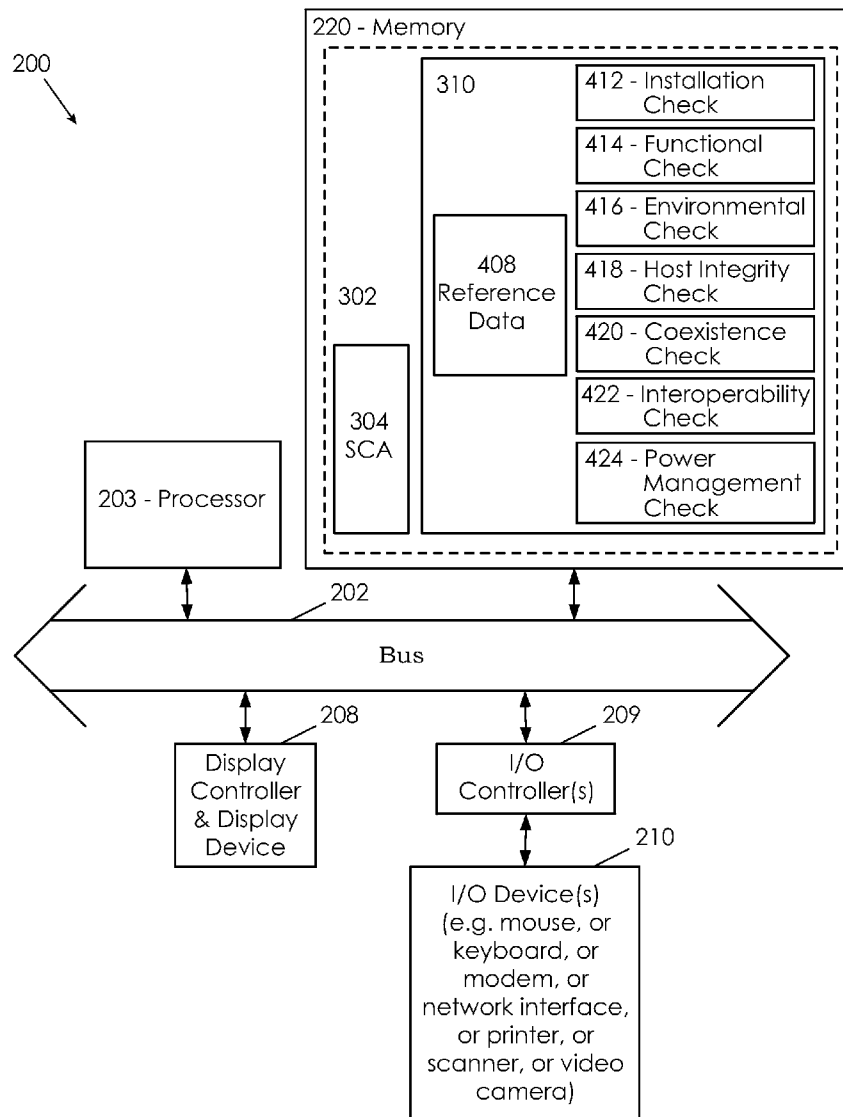 200
220 - Memory
310
412 - Installation
Check
414 - Functional
Check
416 - Environmental
Check
418 - Host Integrity
Check
420 - Coexistence
Check
422 - Interoperability
Check
424 - Power
Management
Check
408
Reference
Data
302
304
SCA
203 - Processor
202
Bus
208
Display
Controller
& Display
Device
209
I/O
Controller(s)
210
I/O Device(s)
(e.g. mouse, or
keyboard, or
modem, or
network interface,
or printer, or
scanner, or video
camera)